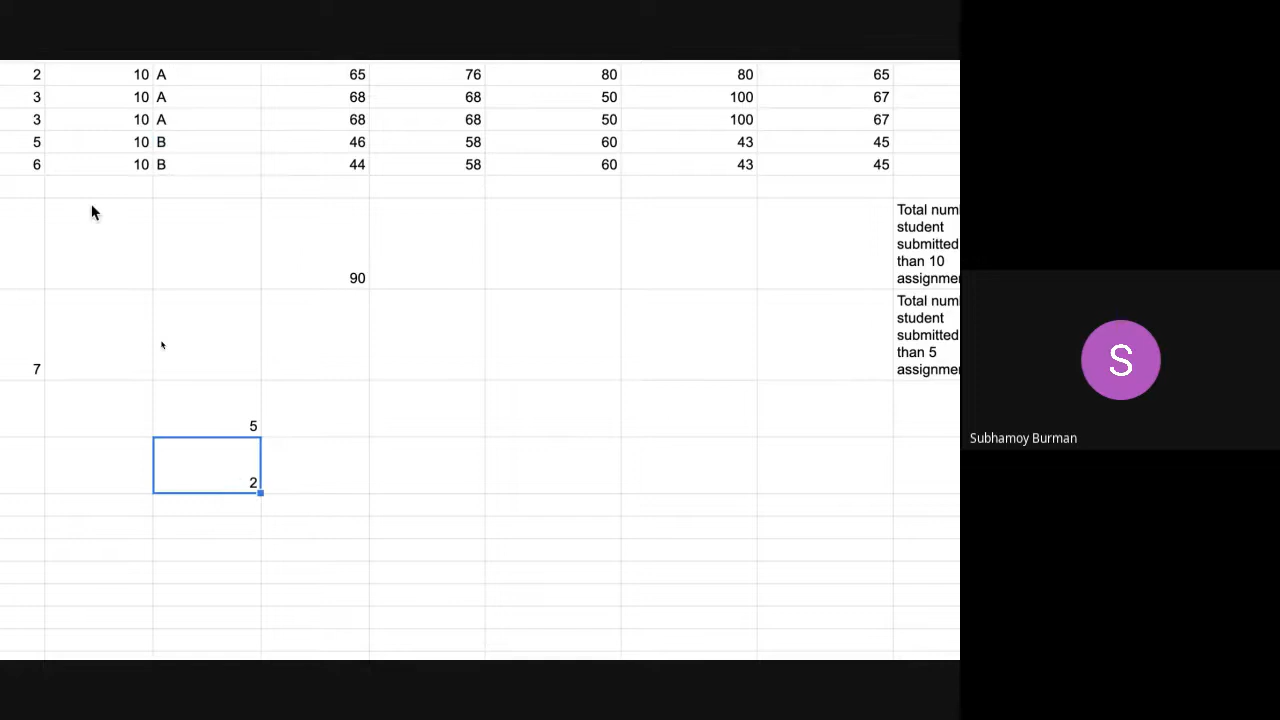 2 10 A 65 76 80 80 65
3 10 A 68 68 50 100 67
3 10 A 68 68 50 100 67
5 10 B 46 58 60 43 45
6 10 B 44 58 60 43 45
Total num
student
submitted
than 10
assignme
90
Total num
student
submitted
than 5
assignme
7
5
2
S
Subhamoy Burman